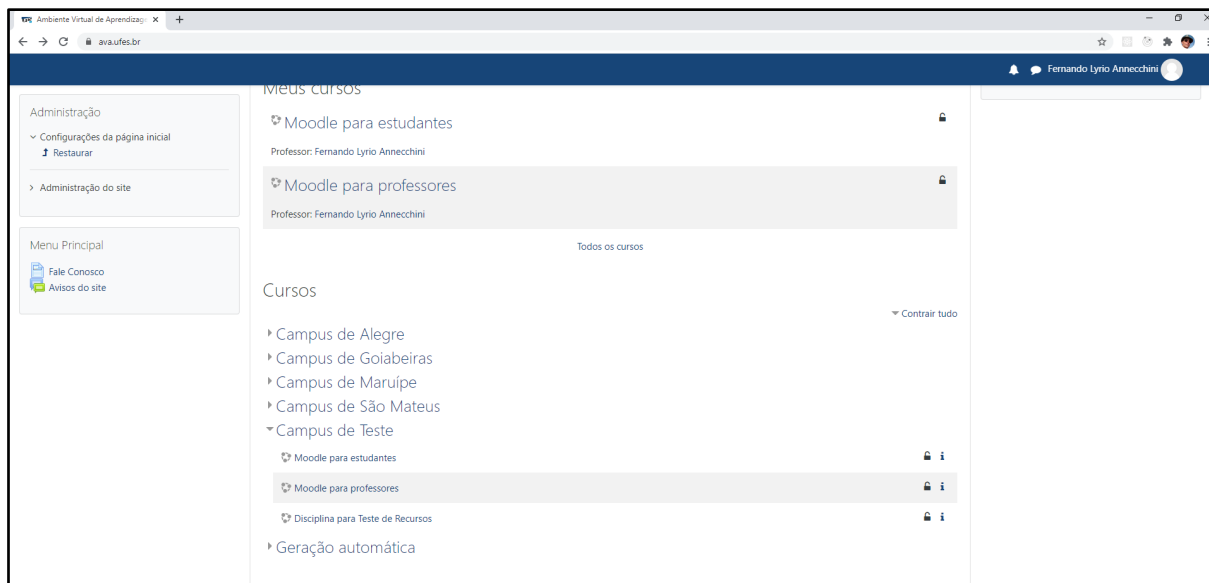 Ambiente Virtual de Aprendizag
ava.ufes.br
Fernando Lyrio Annecchini
Administração
Configurações da página inicial
Restaurar
Administração do site
Menu Principal
Fale Conosco
Avisos do site
Meus cursos
Moodle para estudantes
Professor: Fernando Lyrio Annecchini
Moodle para professores
Professor: Fernando Lyrio Annecchini
Todos os cursos
Cursos
Contrair tudo
Campus de Alegre
Campus de Goiabeiras
Campus de Maruípe
Campus de São Mateus
Campus de Teste
Moodle para estudantes
Moodle para professores
Disciplina para Teste de Recursos
Geração automática